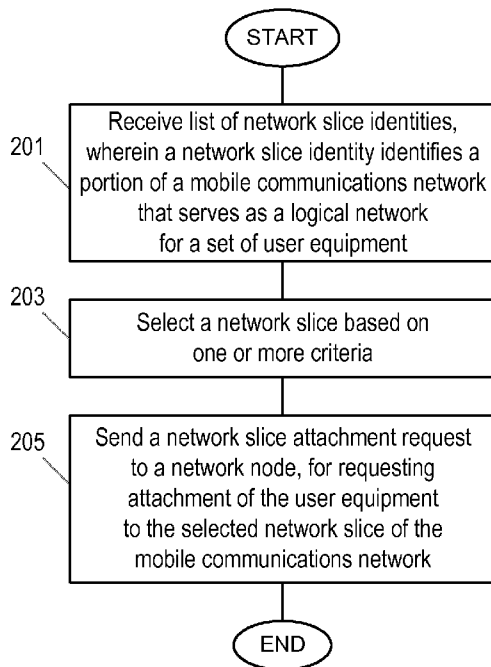 START
201
Receive list of network slice identities,
wherein a network slice identity identifies a
portion of a mobile communications network
that serves as a logical network
for a set of user equipment
203
Select a network slice based on
one or more criteria
205
Send a network slice attachment request
to a network node, for requesting
attachment of the user equipment
to the selected network slice of the
mobile communications network
END